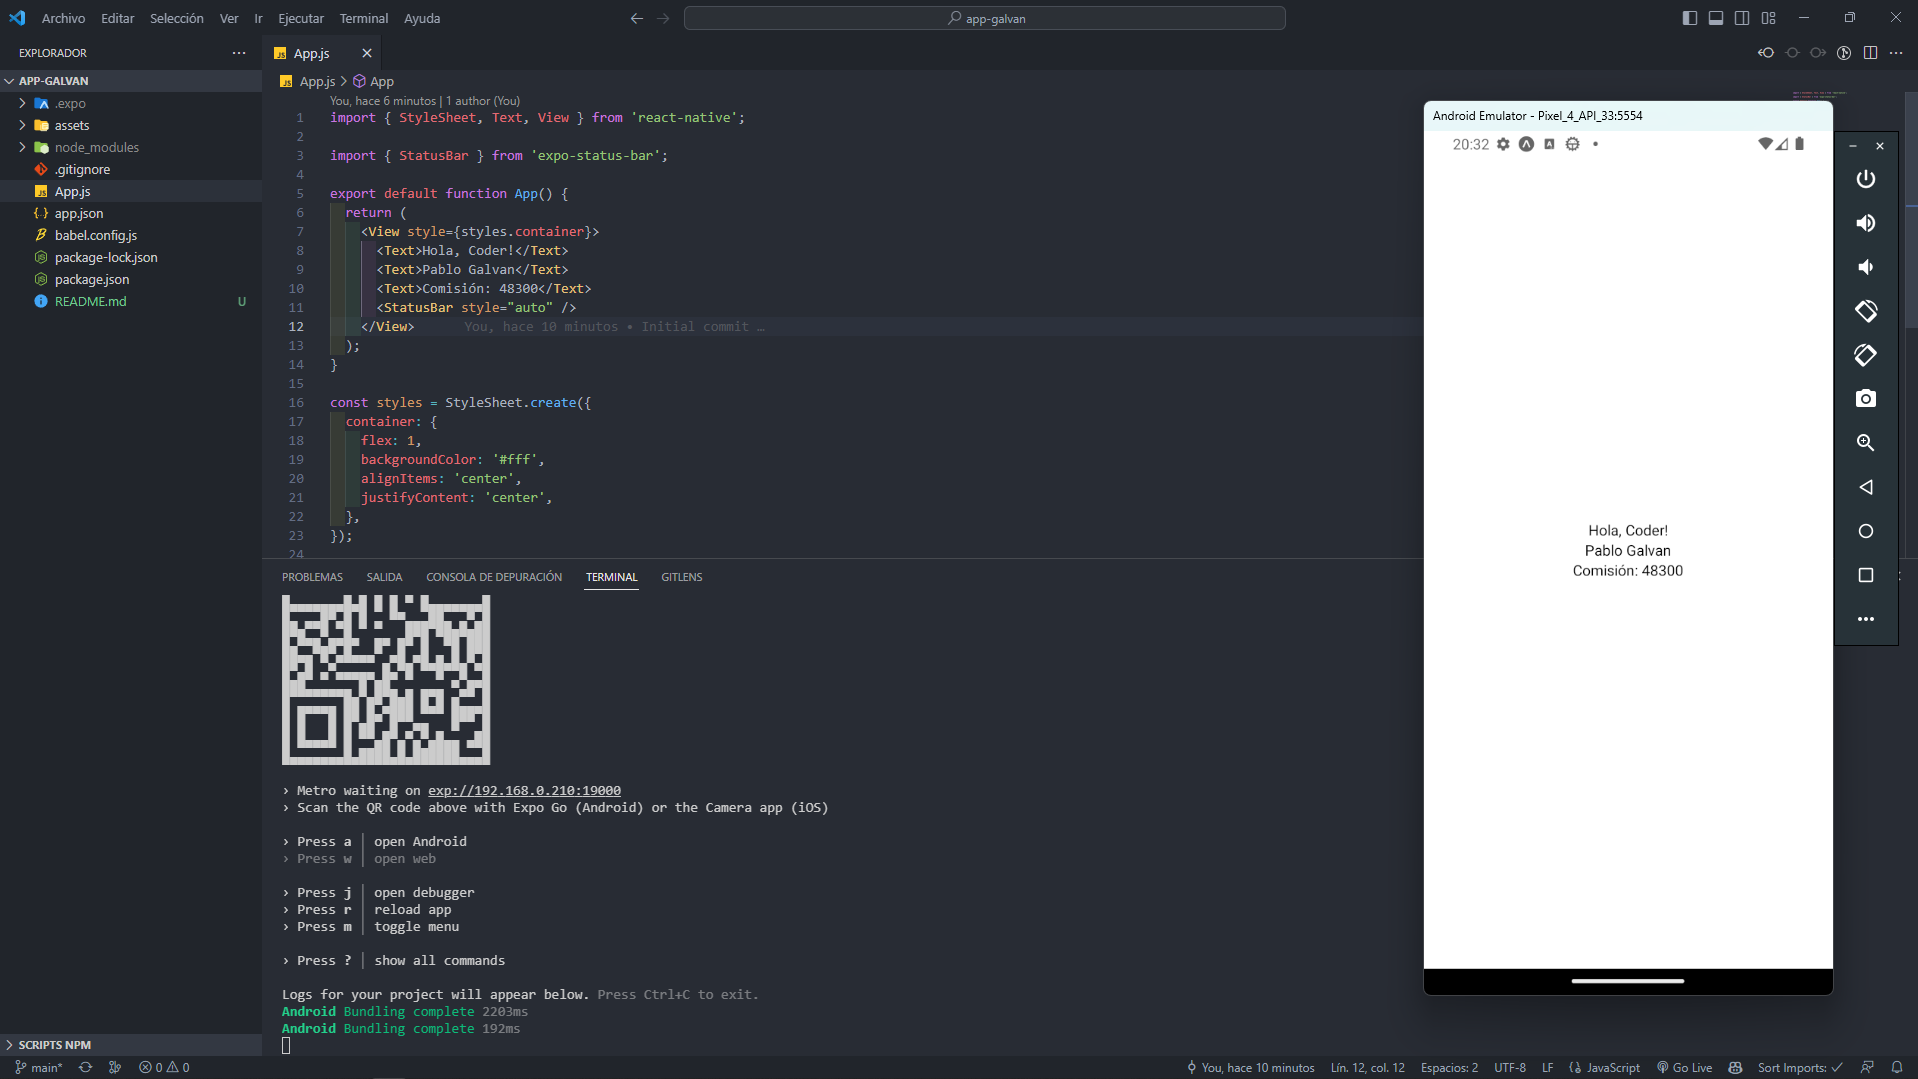 Archivo Editar Selección Ver Ir Ejecutar Terminal Ayuda
app-galvan
EXPLORADOR
APP-GALVAN
.expo
assets
node_modules
.gitignore
App.js
app.json
babel.config.js
package-lock.json
package.json
README.md U
SCRIPTS NPM
App.js
App.js App
You, hace 6 minutos | 1 author (You)
1 import { StyleSheet, Text, View } from 'react-native';
2
3 import { StatusBar } from 'expo-status-bar';
4
5 export default function App() {
6 return (
7 <View style={styles.container}>
8 <Text>Hola, Coder!</Text>
9 <Text>Pablo Galvan</Text>
10 <Text>Comisión: 48300</Text>
11 <StatusBar style="auto" />
12 </View> You, hace 10 minutos • Initial commit …
13 );
14 }
15
16 const styles = StyleSheet.create({
17 container: {
18 flex: 1,
19 backgroundColor: '#fff',
20 alignItems: 'center',
21 justifyContent: 'center',
22 },
23 });
24
PROBLEMAS SALIDA CONSOLA DE DEPURACIÓN TERMINAL GITLENS
› Metro waiting on exp://192.168.0.210:19000
› Scan the QR code above with Expo Go (Android) or the Camera app (iOS)
› Press a │ open Android
› Press w │ open web
› Press j │ open debugger
› Press r │ reload app
› Press m │ toggle menu
› Press ? │ show all commands
Logs for your project will appear below. Press Ctrl+C to exit.
Android Bundling complete 2203ms
Android Bundling complete 192ms
Android Emulator - Pixel_4_API_33:5554
20:32
Hola, Coder!
Pablo Galvan
Comisión: 48300
main* 0 0 You, hace 10 minutos Lín. 12, col. 12 Espacios: 2 UTF-8 LF JavaScript Go Live Sort Imports: